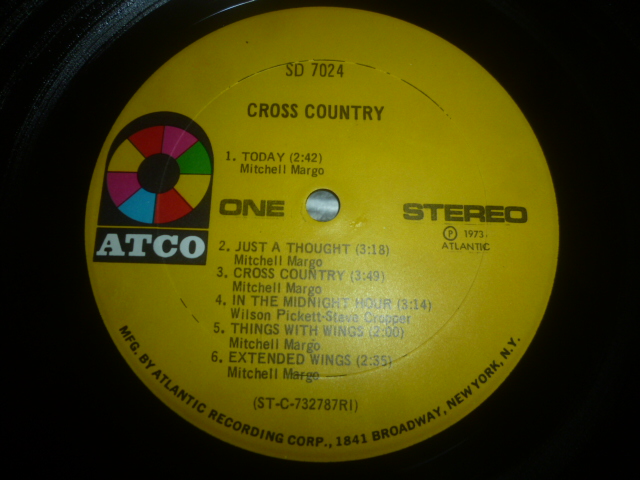 SD 7024
CROSS COUNTRY
1. TODAY (2:42)
Mitchell Margo
ONE
STEREO
Ⓟ 1973
ATLANTIC
ATCO
2. JUST A THOUGHT (3:18)
Mitchell Margo
3. CROSS COUNTRY (3:49)
Mitchell Margo
4. IN THE MIDNIGHT HOUR (3:14)
Wilson Pickett-Steve Cropper
5. THINGS WITH WINGS (2:00)
Mitchell Margo
6. EXTENDED WINGS (2:35)
Mitchell Margo
(ST-C-732787RI)
MFG. BY ATLANTIC RECORDING CORP., 1841 BROADWAY, NEW YORK, N.Y.